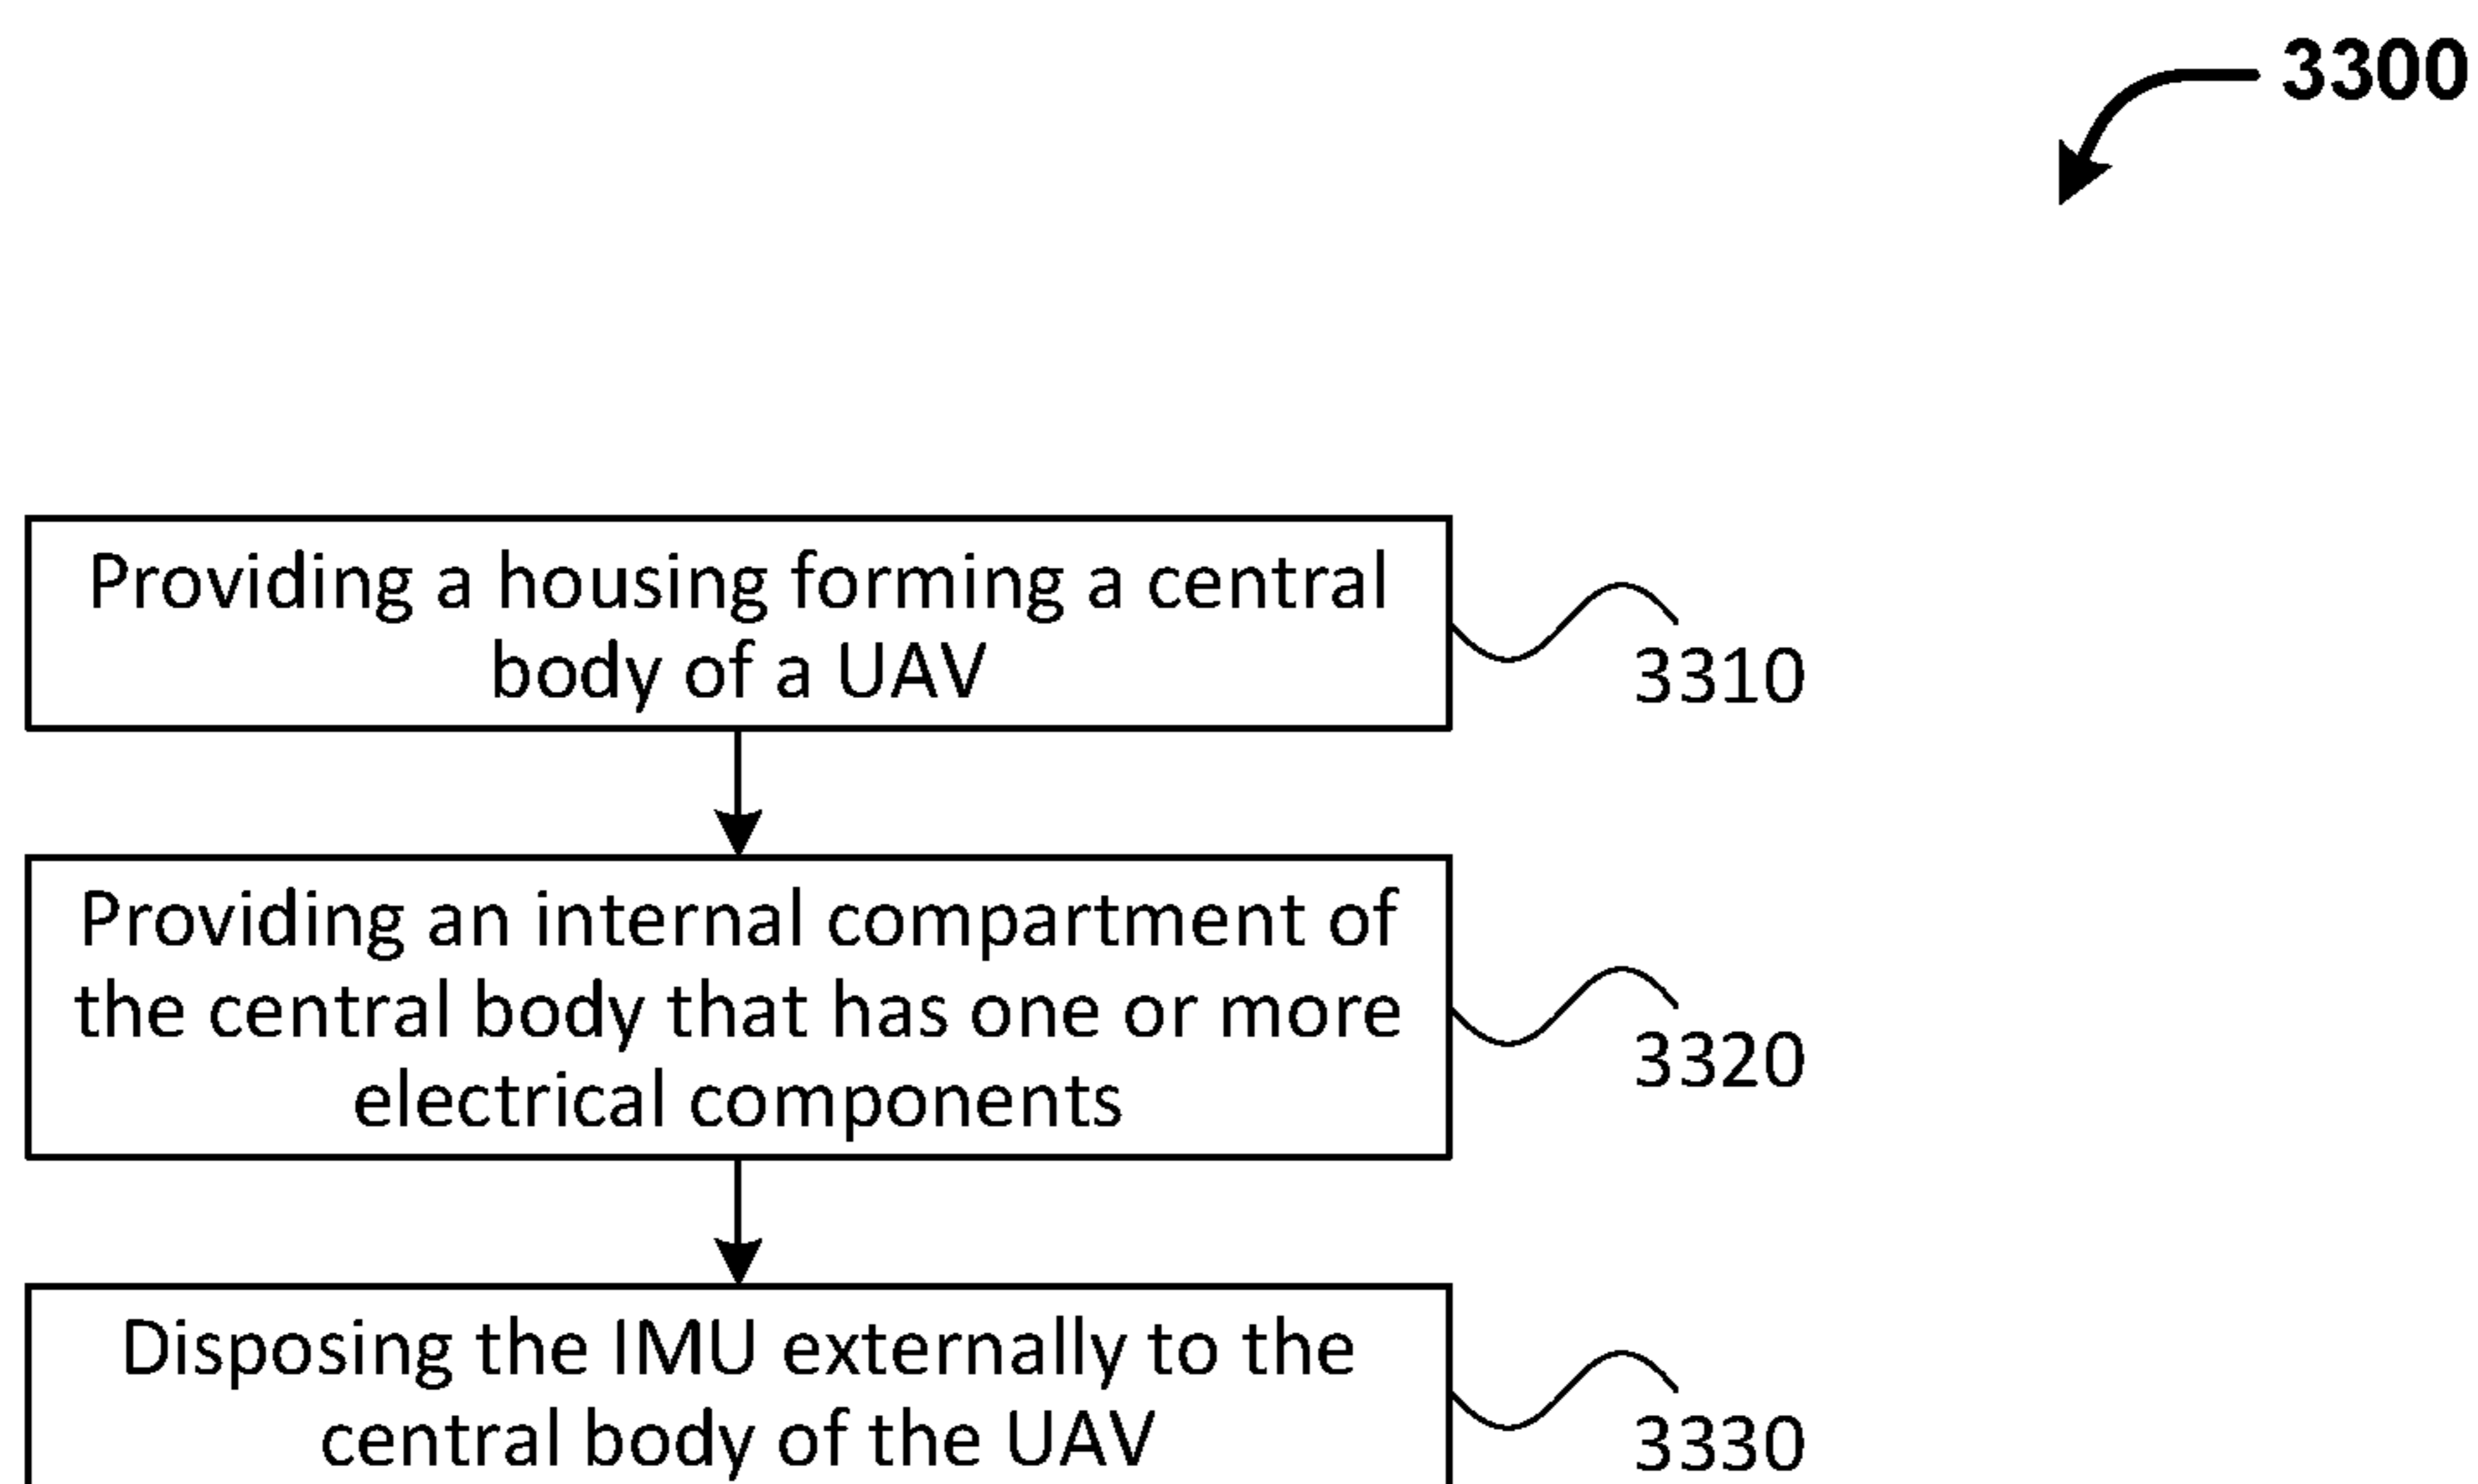 3300
Providing a housing forming a central
body of a UAV
3310
Providing an internal compartment of
the central body that has one or more
electrical components
3320
Disposing the IMU externally to the
central body of the UAV
3330